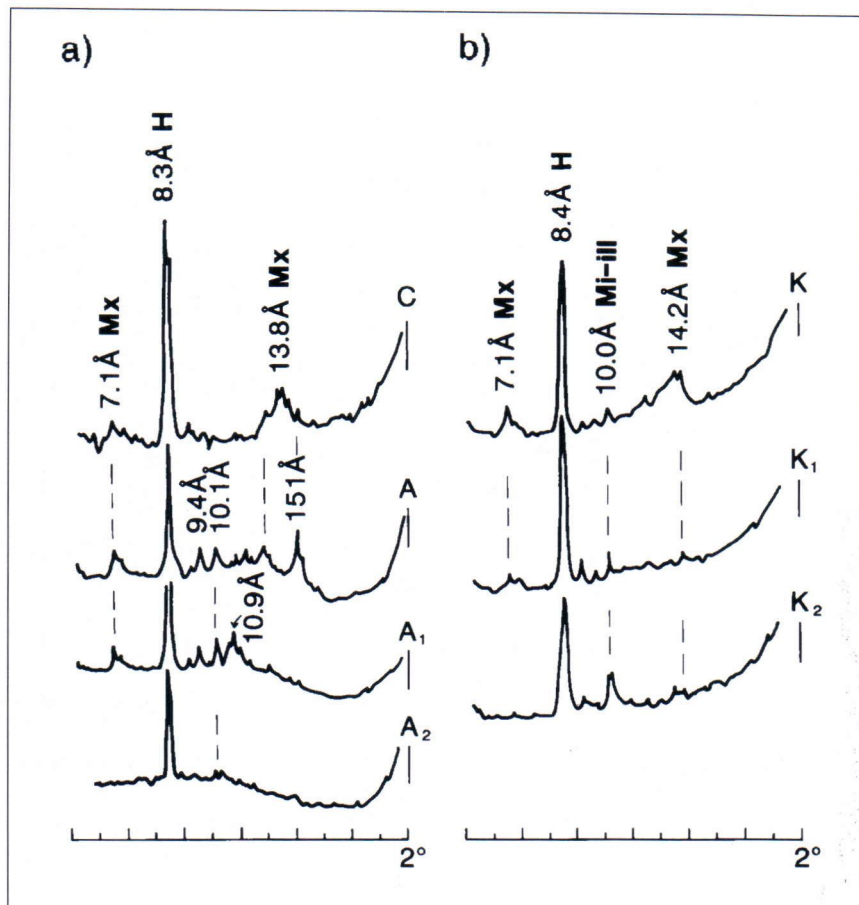 a)
8.3Å H
7.1Å Mx
13.8Å Mx
C
9.4Å
10.1Å
151Å
A
10.9Å
A₁
A₂
2°
b)
8.4Å H
7.1Å Mx
10.0Å Mi-ill
14.2Å Mx
K
K₁
K₂
2°